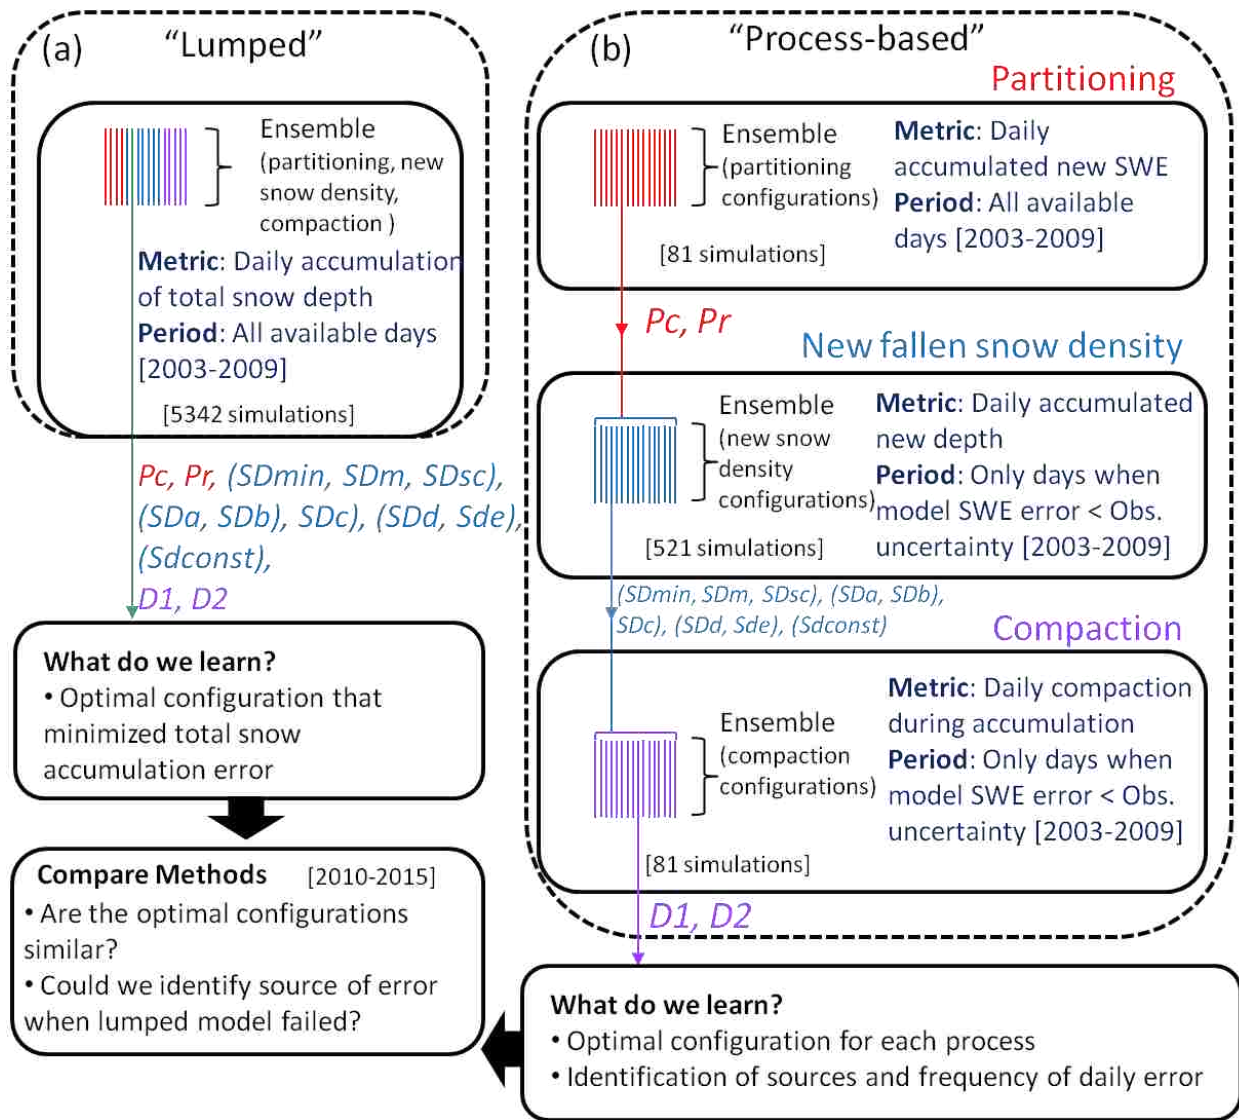 (a)
“Lumped”
Ensemble
(partitioning, new
snow density,
compaction )
Metric: Daily accumulation
of total snow depth
Period: All available days
[2003-2009]
[5342 simulations]
Pc, Pr, (SDmin, SDm, SDsc),
(SDa, SDb), SDc), (SDd, Sde),
(Sdconst),
D1, D2
What do we learn?
• Optimal configuration that
minimized total snow
accumulation error
Compare Methods [2010-2015]
• Are the optimal configurations
similar?
• Could we identify source of error
when lumped model failed?
(b)
“Process-based”
Partitioning
Ensemble
(partitioning
configurations)
[81 simulations]
Metric: Daily
accumulated new SWE
Period: All available
days [2003-2009]
Pc, Pr
New fallen snow density
Ensemble
(new snow
density
configurations)
[521 simulations]
Metric: Daily accumulated
new depth
Period: Only days when
model SWE error < Obs.
uncertainty [2003-2009]
(SDmin, SDm, SDsc), (SDa, SDb),
SDc), (SDd, Sde), (Sdconst)
Compaction
Ensemble
(compaction
configurations)
[81 simulations]
Metric: Daily compaction
during accumulation
Period: Only days when
model SWE error < Obs.
uncertainty [2003-2009]
D1, D2
What do we learn?
• Optimal configuration for each process
• Identification of sources and frequency of daily error